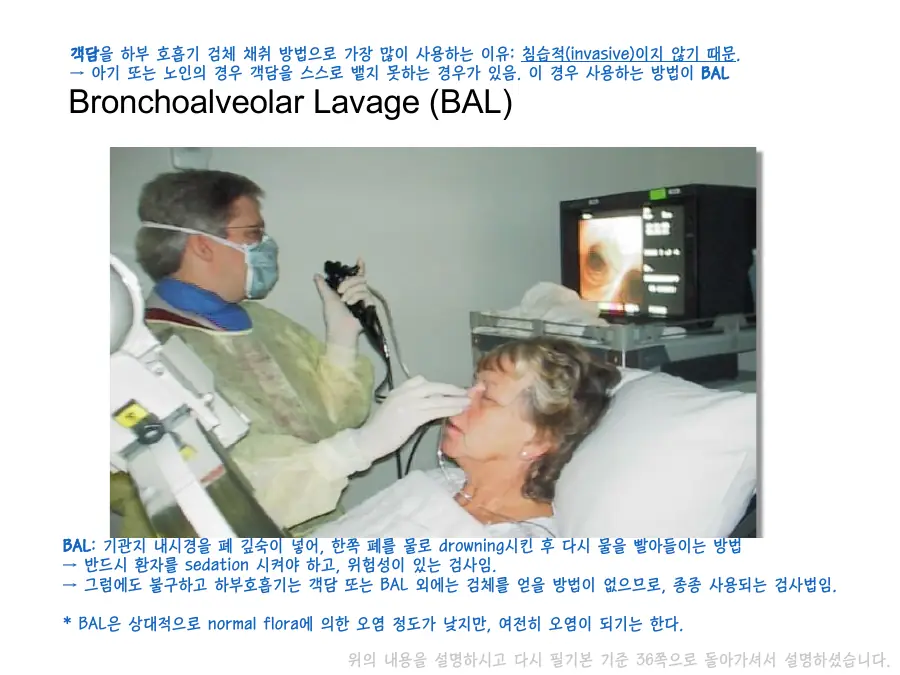 객담을 하부 호흡기 검체 채취 방법으로 가장 많이 사용하는 이유: 침습적(invasive)이지 않기 때문.
→ 아기 또는 노인의 경우 객담을 스스로 뱉지 못하는 경우가 있음. 이 경우 사용하는 방법이 BAL
Bronchoalveolar Lavage (BAL)
BAL: 기관지 내시경을 폐 깊숙이 넣어, 한쪽 폐를 물로 drowning시킨 후 다시 물을 빨아들이는 방법
→ 반드시 환자를 sedation 시켜야 하고, 위험성이 있는 검사임.
→ 그럼에도 불구하고 하부호흡기는 객담 또는 BAL 외에는 검체를 얻을 방법이 없으므로, 종종 사용되는 검사법임.
* BAL은 상대적으로 normal flora에 의한 오염 정도가 낮지만, 여전히 오염이 되기는 한다.
위의 내용을 설명하시고 다시 필기본 기준 36쪽으로 돌아가셔서 설명하셨습니다.